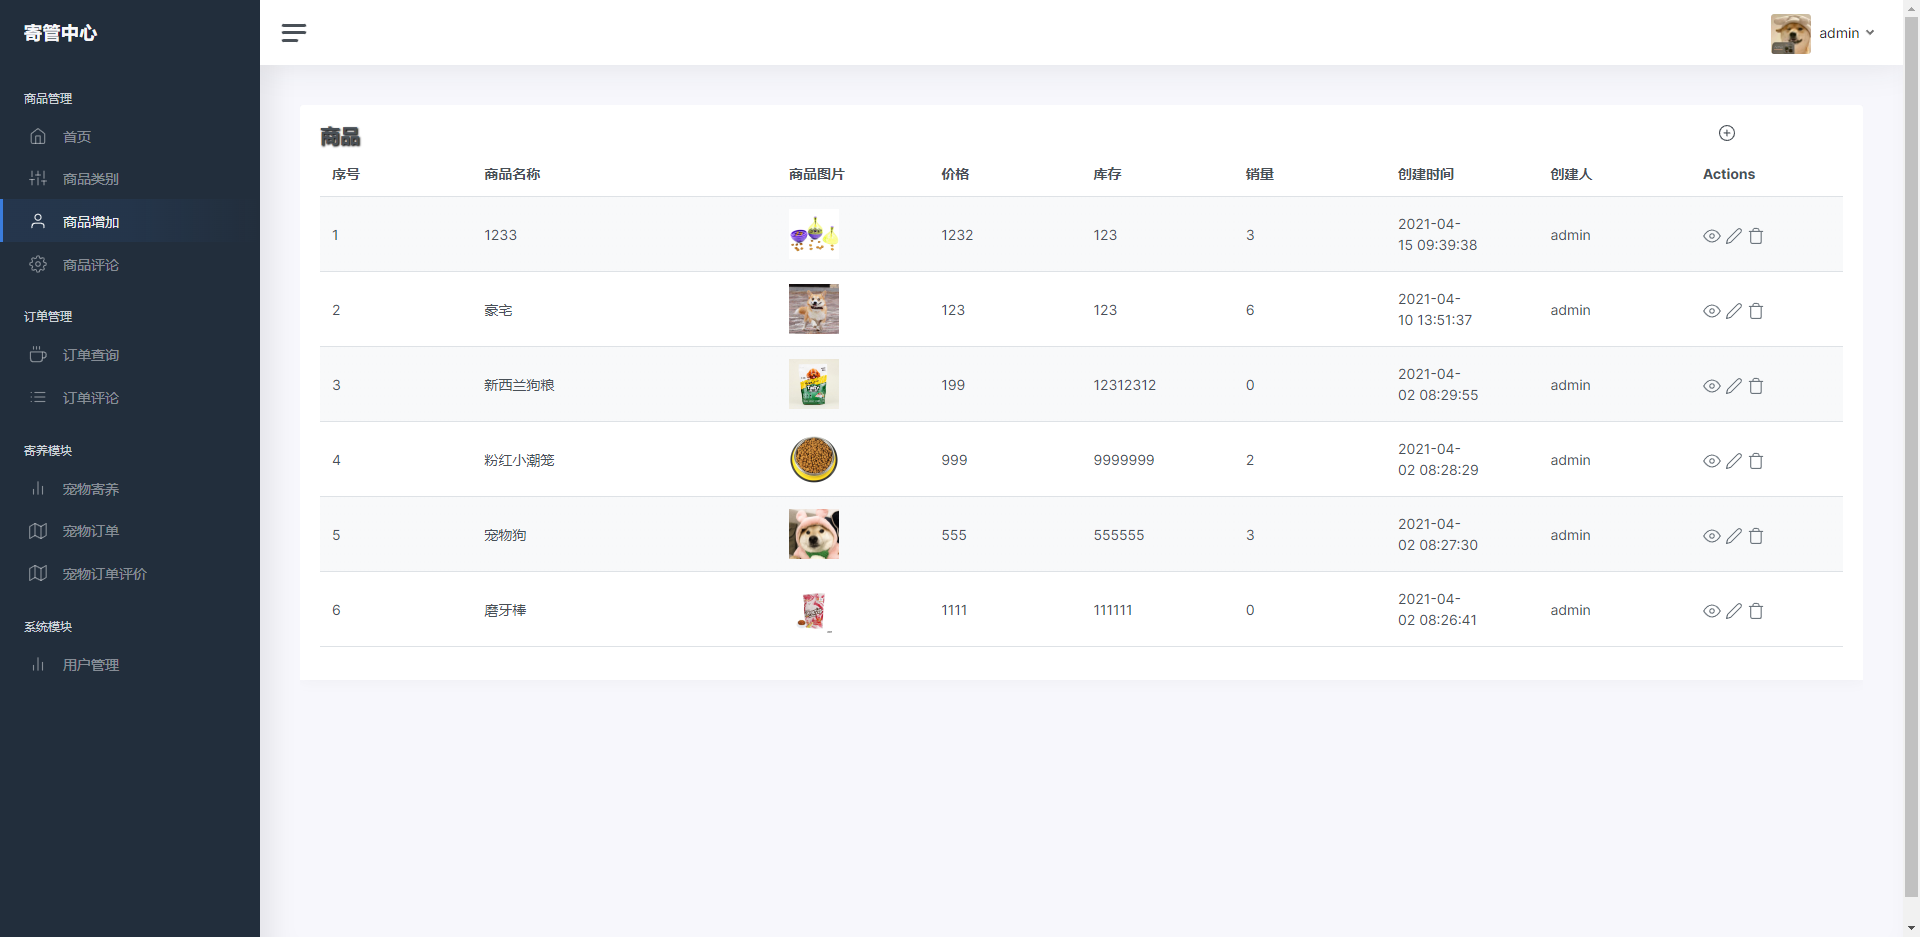 寄管中心
admin
商品管理
首页
商品类别
商品增加
商品评论
订单管理
订单查询
订单评论
寄养模块
宠物寄养
宠物订单
宠物订单评价
系统模块
用户管理
商品
序号 商品名称 商品图片 价格 库存 销量 创建时间 创建人 Actions
1 1233 1232 123 3 2021-04-
15 09:39:38 admin
2 豪宅 123 123 6 2021-04-
10 13:51:37 admin
3 新西兰狗粮 199 12312312 0 2021-04-
02 08:29:55 admin
4 粉红小潮笼 999 9999999 2 2021-04-
02 08:28:29 admin
5 宠物狗 555 555555 3 2021-04-
02 08:27:30 admin
6 磨牙棒 1111 111111 0 2021-04-
02 08:26:41 admin